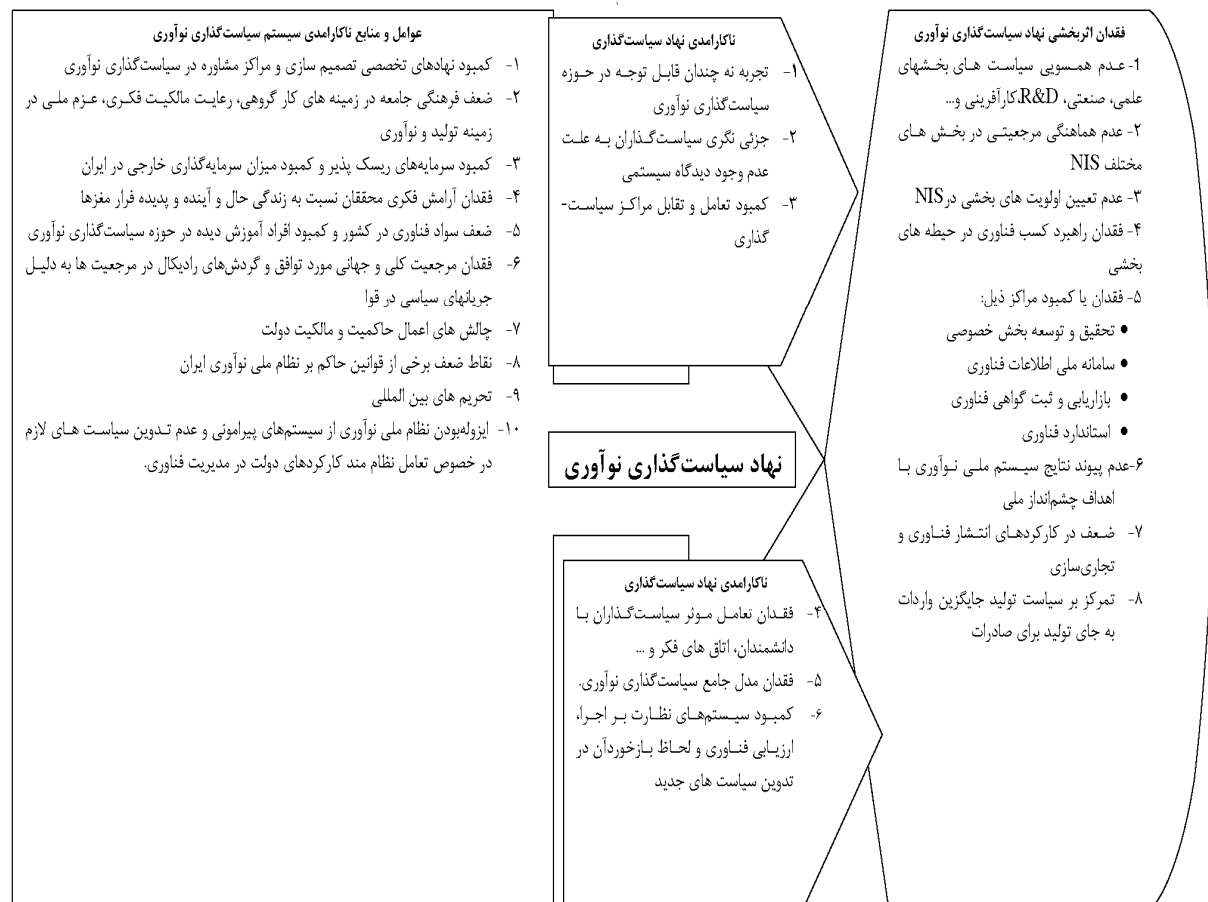 فقدان اثربخشی نهاد سیاست‌گذاری نوآوری
1- عدم همسویی سیاست های بخشهای
علمی، صنعتی، R&D،کارآفرینی و...
۲- عدم هماهنگی مرجعیتی در بخش های
مختلف NIS
۳- عدم تعیین اولویت های بخشی در NIS
۴- فقدان راهبرد کسب فناوری در حیطه های
بخشی
۵- فقدان یا کمبود مراکز ذیل:
• تحقیق و توسعه بخش خصوصی
• سامانه ملی اطلاعات فناوری
• بازاریابی و ثبت گواهی فناوری
• استاندارد فناوری
۶-عدم پیوند نتایج سیستم ملی نوآوری با
اهداف چشم‌انداز ملی
۷- ضعف در کارکردهای انتشار فناوری و
تجاری‌سازی
۸- تمرکز بر سیاست تولید جایگزین واردات
به جای تولید برای صادرات
ناکارامدی نهاد سیاست‌گذاری
۱- تجربه نه چندان قابل توجه در حوزه
سیاست‌گذاری نوآوری
۲- جزئی نگری سیاست‌گذاران به علت
عدم وجود دیدگاه سیستمی
۳- کمبود تعامل و تقابل مراکز سیاست-
گذاری
نهاد سیاست‌گذاری نوآوری
ناکارامدی نهاد سیاست‌گذاری
۴- فقدان تعامل موثر سیاست‌گذاران با
دانشمندان، اتاق های فکر و ...
۵- فقدان مدل جامع سیاست‌گذاری نوآوری.
۶- کمبود سیستم‌های نظارت بر اجرا،
ارزیابی فناوری و لحاظ بازخوردآن در
تدوین سیاست های جدید
عوامل و منابع ناکارامدی سیستم سیاست‌گذاری نوآوری
۱- کمبود نهادهای تخصصی تصمیم سازی و مراکز مشاوره در سیاست‌گذاری نوآوری
۲- ضعف فرهنگی جامعه در زمینه های کار گروهی، رعایت مالکیت فکری، عزم ملی در
زمینه تولید و نوآوری
۳- کمبود سرمایه‌های ریسک پذیر و کمبود میزان سرمایه‌گذاری خارجی در ایران
۴- فقدان آرامش فکری محققان نسبت به زندگی حال و آینده و پدیده فرار مغزها
۵- ضعف سواد فناوری در کشور و کمبود افراد آموزش دیده در حوزه سیاست‌گذاری نوآوری
۶- فقدان مرجعیت کلی و جهانی مورد توافق و گردش‌های رادیکال در مرجعیت ها به دلیل
جریانهای سیاسی در قوا
۷- چالش های اعمال حاکمیت و مالکیت دولت
۸- نقاط ضعف برخی از قوانین حاکم بر نظام ملی نوآوری ایران
۹- تحریم های بین المللی
۱۰- ایزوله‌بودن نظام ملی نوآوری از سیستم‌های پیرامونی و عدم تدوین سیاست های لازم
در خصوص تعامل نظام مند کارکردهای دولت در مدیریت فناوری.